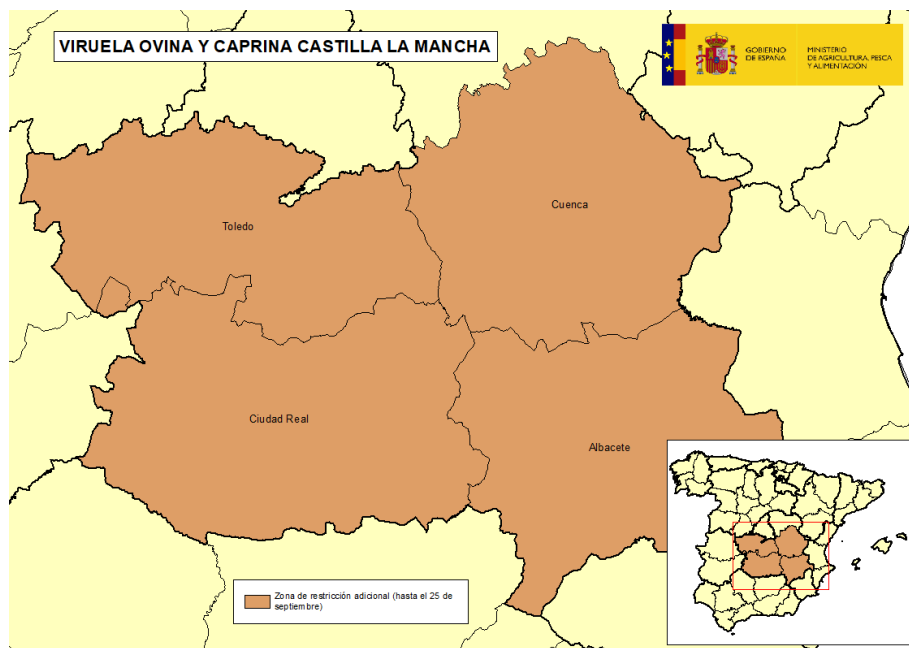 VIRUELA OVINA Y CAPRINA CASTILLA LA MANCHA
GOBIERNO
DE ESPAÑA
MINISTERIO
DE AGRICULTURA, PESCA
Y ALIMENTACIÓN
Cuenca
Toledo
Ciudad Real
Albacete
Zona de restricción adicional (hasta el 25 de
septiembre)